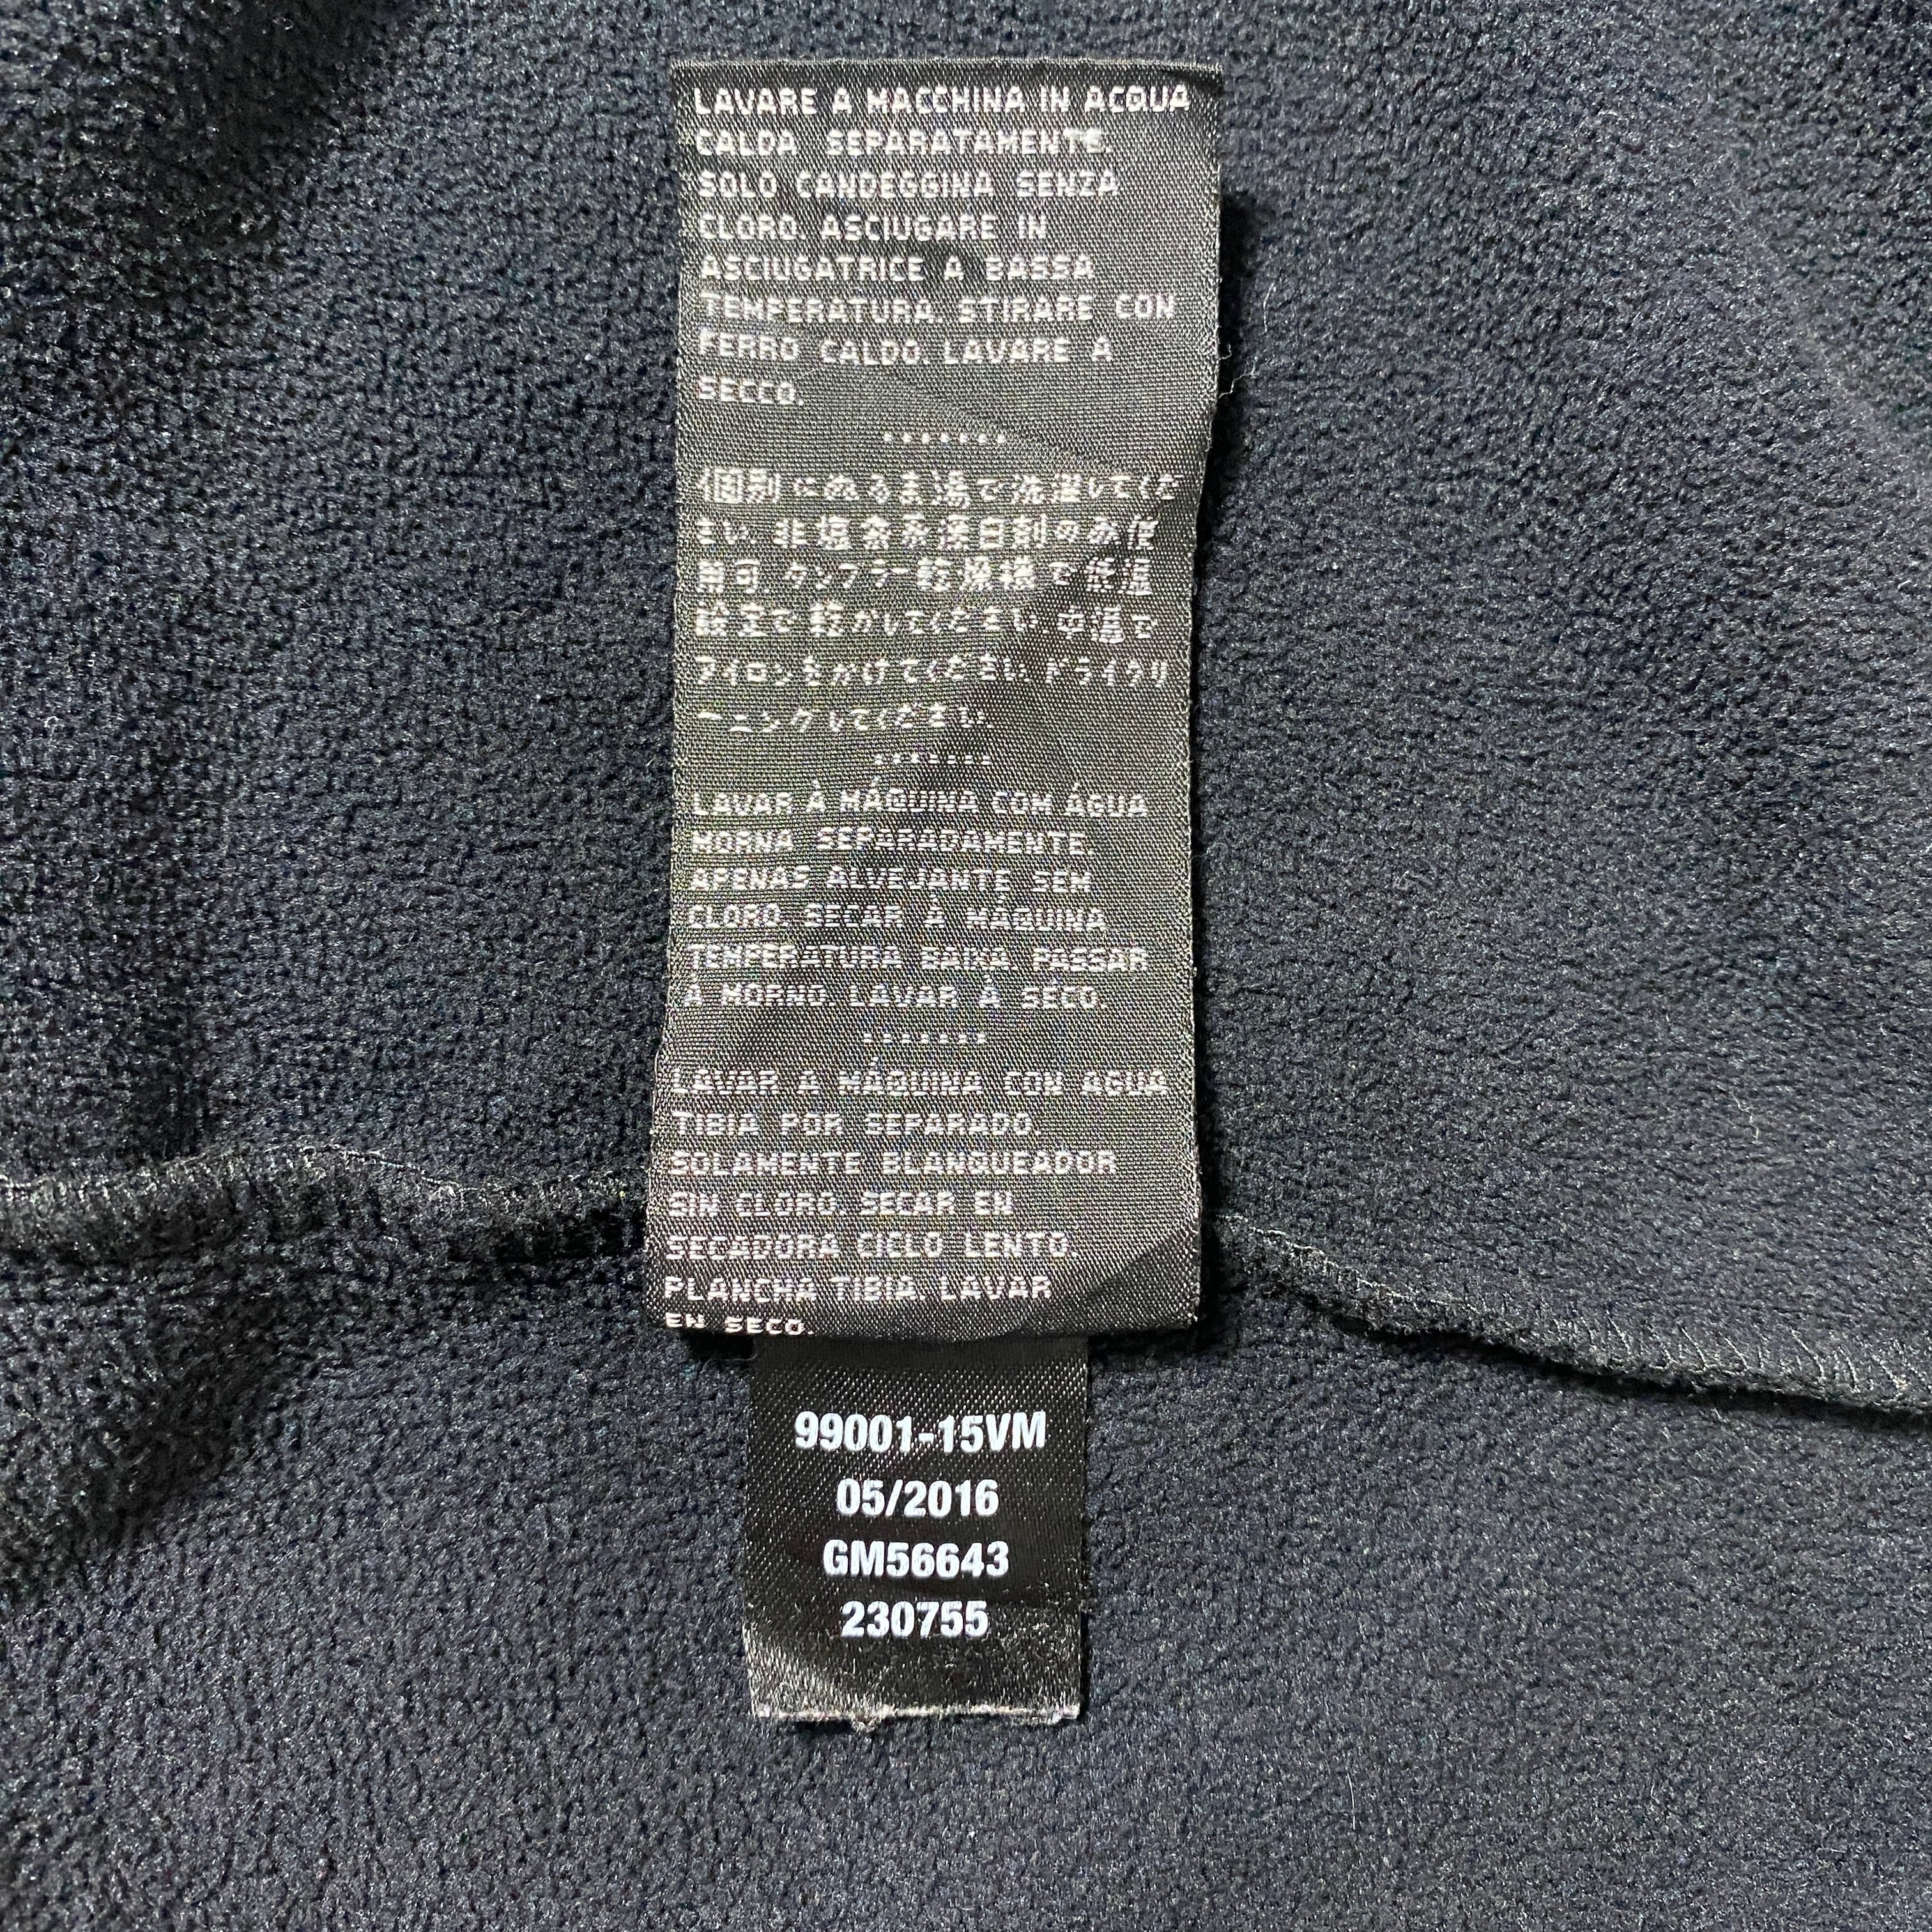 LAVARE A MACCHINA IN ACQUA
CALDA SEPARATAMENTE.
SOLO CANDEGGINA SENZA
CLORO. ASCIUGARE IN
ASCIUGATRICE A BASSA
TEMPERATURA. STIRARE CON
FERRO CALDO. LAVARE A
SECCO.
.......
個別にぬるま湯で洗濯してくだ
さい. 非塩素系漂白剤のみ使
用可. タンブラー乾燥機で低温
設定で乾かしてください. 中温で
アイロンをかけてください. ドライクリ
ーニングしてください.
.......
LAVAR À MÁQUINA COM ÁGUA
MORNA SEPARADAMENTE.
APENAS ALVEJANTE SEM
CLORO. SECAR À MÁQUINA
TEMPERATURA BAIXA. PASSAR
A MORNO. LAVAR A SECO.
.......
LAVAR A MÁQUINA CON AGUA
TIBIA POR SEPARADO.
SOLAMENTE BLANQUEADOR
SIN CLORO. SECAR EN
SECADORA CICLO LENTO.
PLANCHA TIBIA. LAVAR
EN SECO.
99001-15VM
05/2016
GM56643
230755